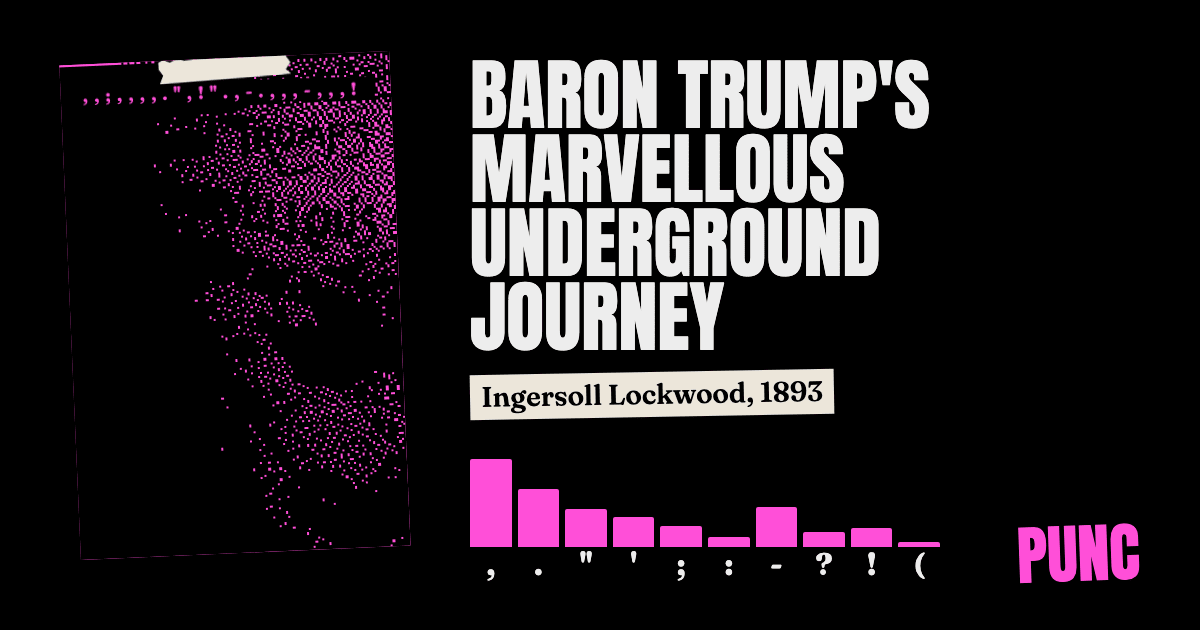 ,,;,,,,."‚!".,-.,,,-,,,!
BARON TRUMP'S
MARVELLOUS
UNDERGROUND
JOURNEY
Ingersoll Lockwood, 1893
, . " ' ; : - ? ! (
PUNC